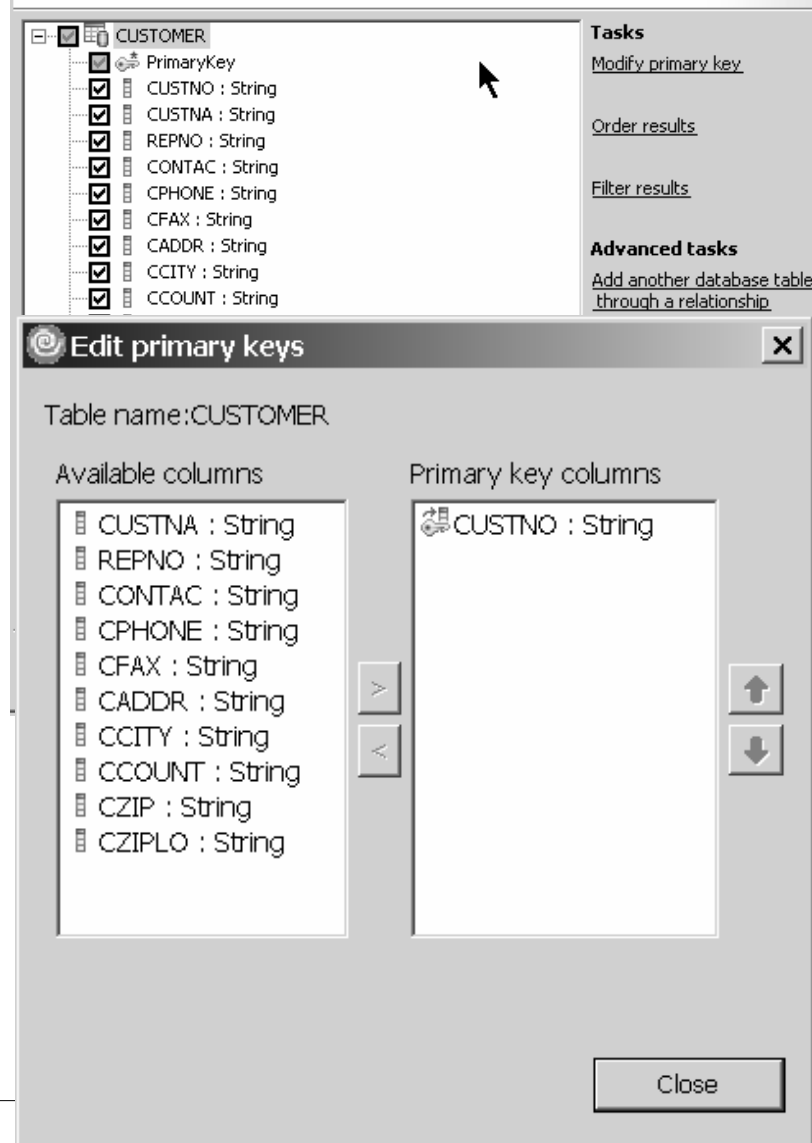 CUSTOMER
PrimaryKey
CUSTNO : String
CUSTNA : String
REPNO : String
CONTAC : String
CPHONE : String
CFAX : String
CADDR : String
CCITY : String
CCOUNT : String
Tasks
Modify primary key
Order results
Filter results
Advanced tasks
Add another database table
through a relationship
Edit primary keys
Table name:CUSTOMER
Available columns
CUSTNA : String
REPNO : String
CONTAC : String
CPHONE : String
CFAX : String
CADDR : String
CCITY : String
CCOUNT : String
CZIP : String
CZIPLO : String
>
<
Primary key columns
CUSTNO : String
Close